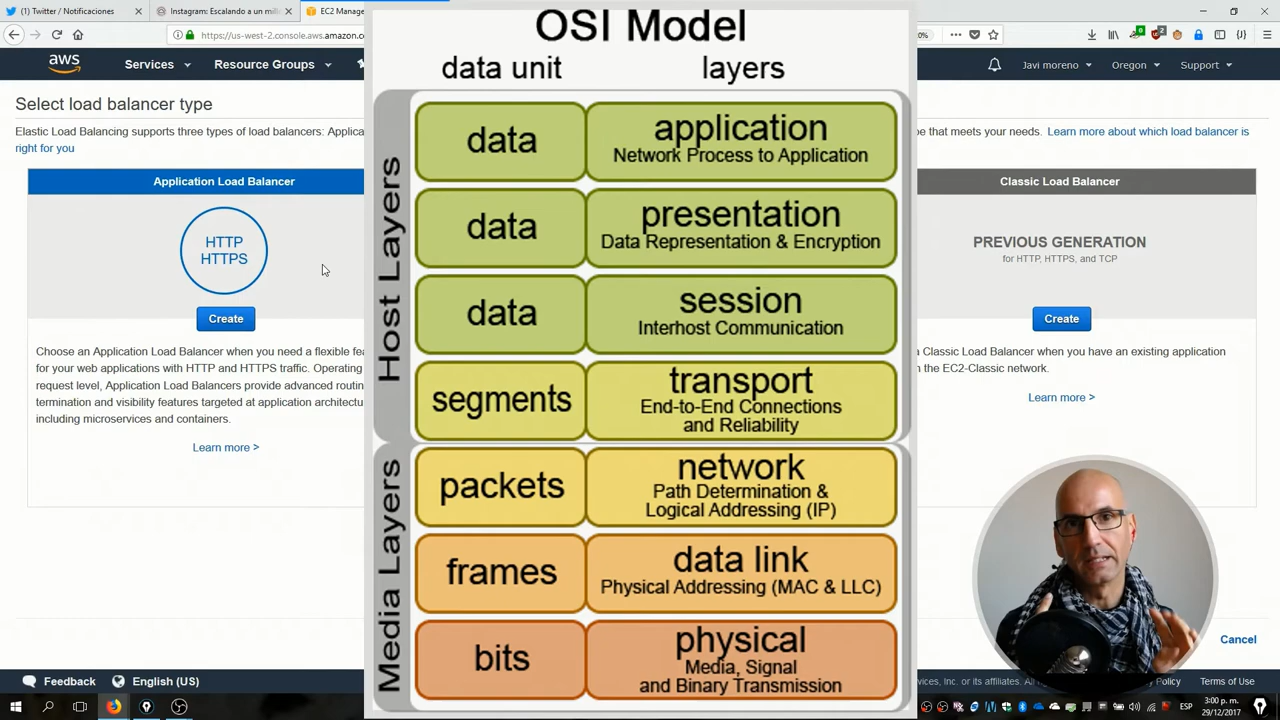 (1) Twitter / Notificaciones
Instagram: Escalando a un mill
EC2 Manage
https://us-west-2.console.aws.amazon.co
aws
Services
Resource Groups
Javi moreno
Oregon
Support
Select load balancer type
Elastic Load Balancing supports three types of load balancers: Applica
pe that meets your needs. Learn more about which load balancer is
right for you
Application Load Balancer
HTTP
HTTPS
Create
Choose an Application Load Balancer when you need a flexible fea
for your web applications with HTTP and HTTPS traffic. Operating
request level, Application Load Balancers provide advanced routin
termination and visibility features targeted at application architectu
including microservices and containers.
Learn more >
OSI Model
data unit
layers
Host Layers
data
application
Network Process to Application
data
presentation
Data Representation & Encryption
data
session
Interhost Communication
segments
transport
End-to-End Connections
and Reliability
Media Layers
packets
network
Path Determination &
Logical Addressing (IP)
frames
data link
Physical Addressing (MAC & LLC)
bits
physical
Media, Signal
and Binary Transmission
Classic Load Balancer
PREVIOUS GENERATION
for HTTP, HTTPS, and TCP
Create
Classic Load Balancer when you have an existing application
the EC2-Classic network.
Learn more >
Cancel
Feedback
English (US)
ices, Inc. or its affiliates. All
Policy
Terms of Use
ESP
3:00 p. m.
29/12/2017